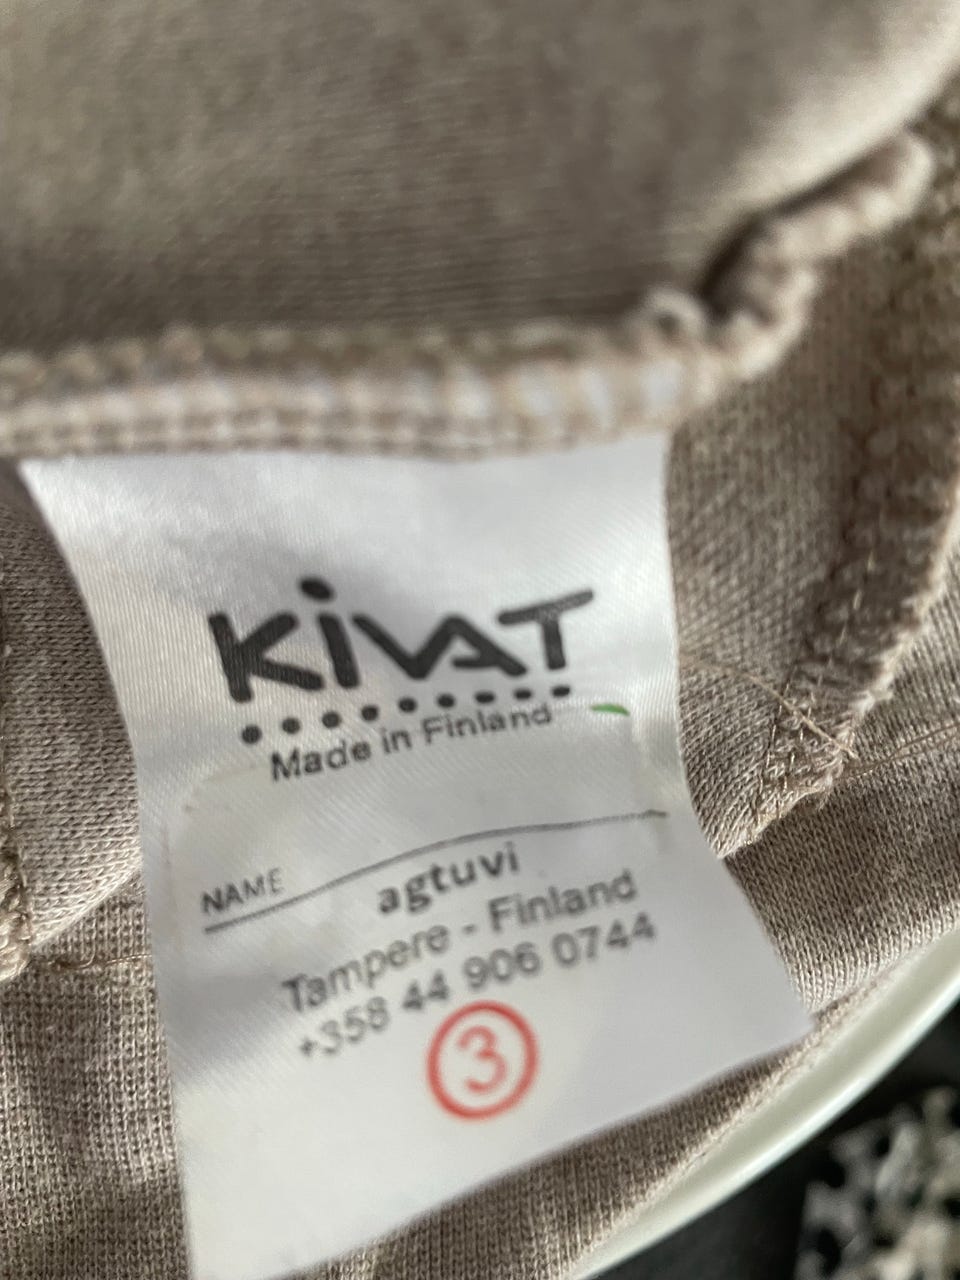 KiVAT
Made in Finland
NAME
agtuvi
Tampere - Finland
+358 44 906 0744
3